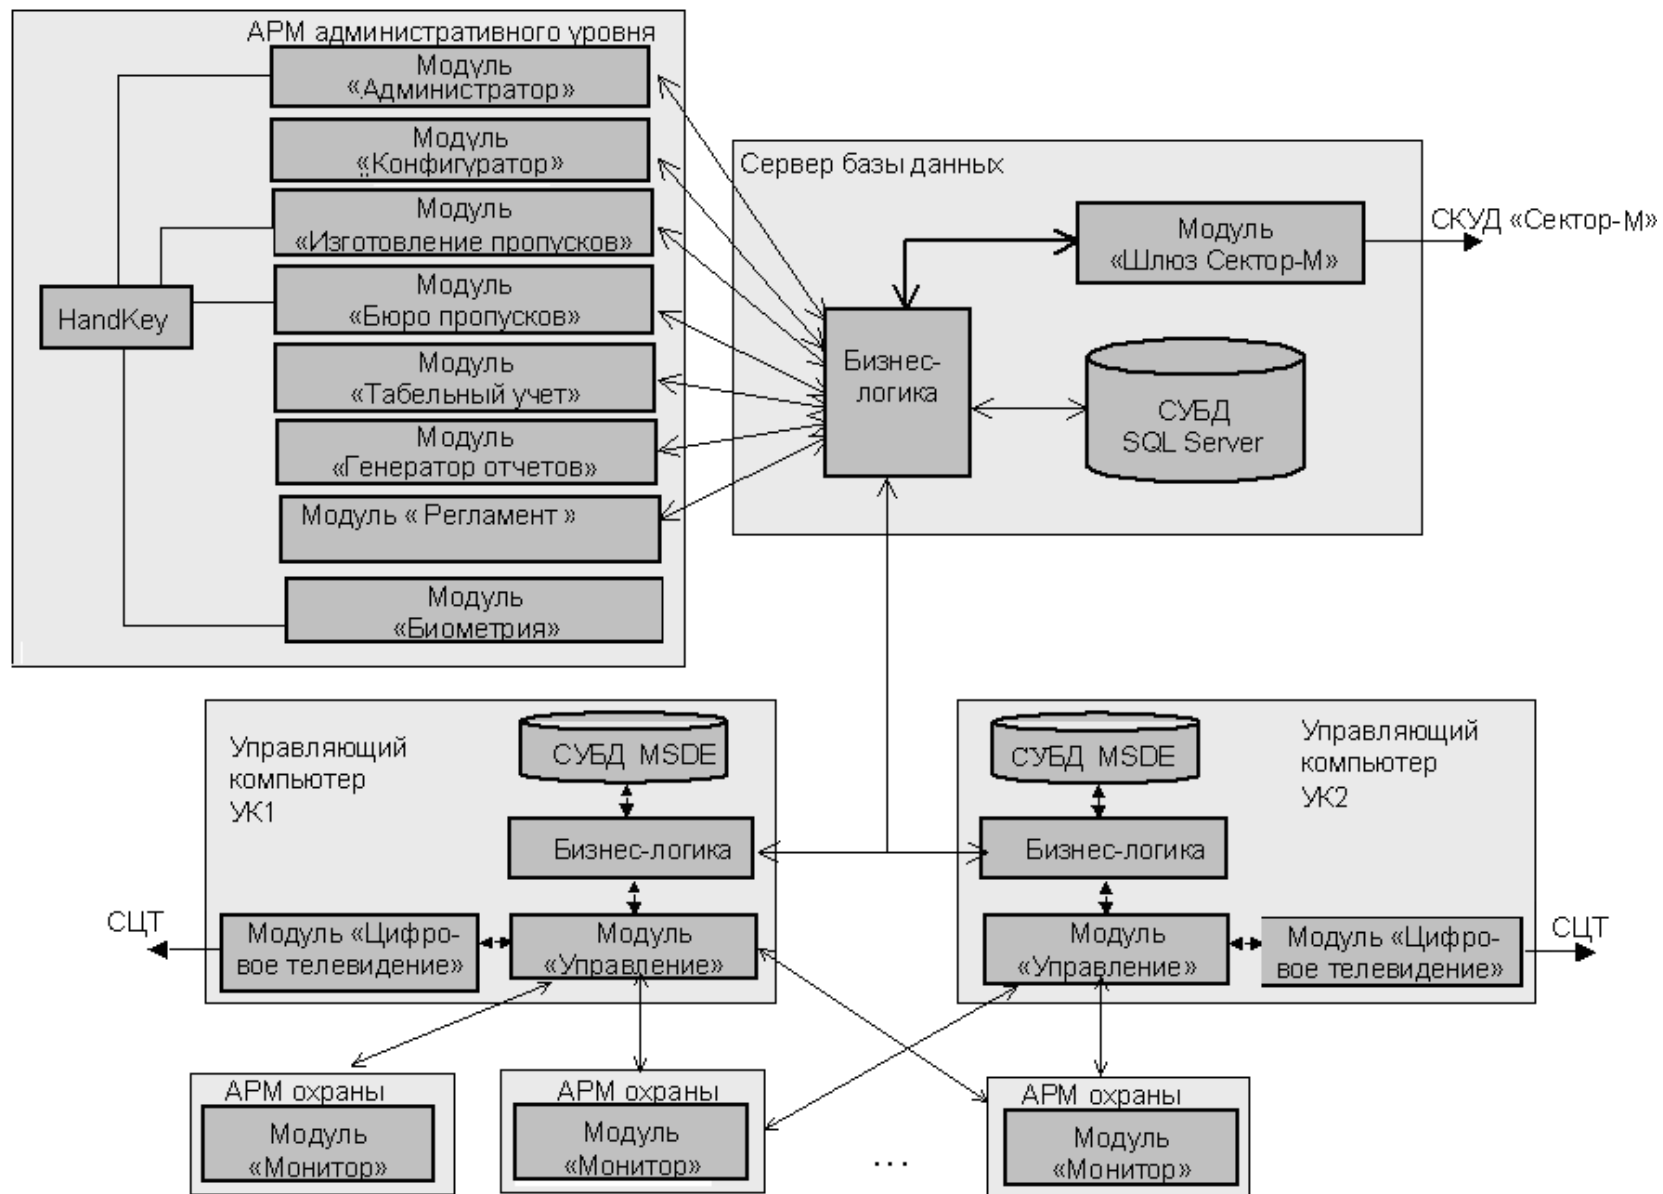 АРМ административного уровня
Модуль
«Администратор»
Модуль
«Конфигуратор»
Модуль
«Изготовление пропусков»
Модуль
«Бюро пропусков»
HandKey
Модуль
«Табельный учет»
Модуль
«Генератор отчетов»
Модуль « Регламент »
Модуль
«Биометрия»
Сервер базы данных
Модуль
«Шлюз Сектор-М»
СКУД «Сектор-М»
Бизнес-
логика
СУБД
SQL Server
Управляющий
компьютер
УК1
СУБД MSDE
Бизнес-логика
СЦТ
Модуль «Цифро-
вое телевидение»
Модуль
«Управление»
СУБД MSDE
Управляющий
компьютер
УК2
Бизнес-логика
Модуль
«Управление»
Модуль «Цифро-
вое телевидение»
СЦТ
АРМ охраны
Модуль
«Монитор»
АРМ охраны
Модуль
«Монитор»
...
АРМ охраны
Модуль
«Монитор»